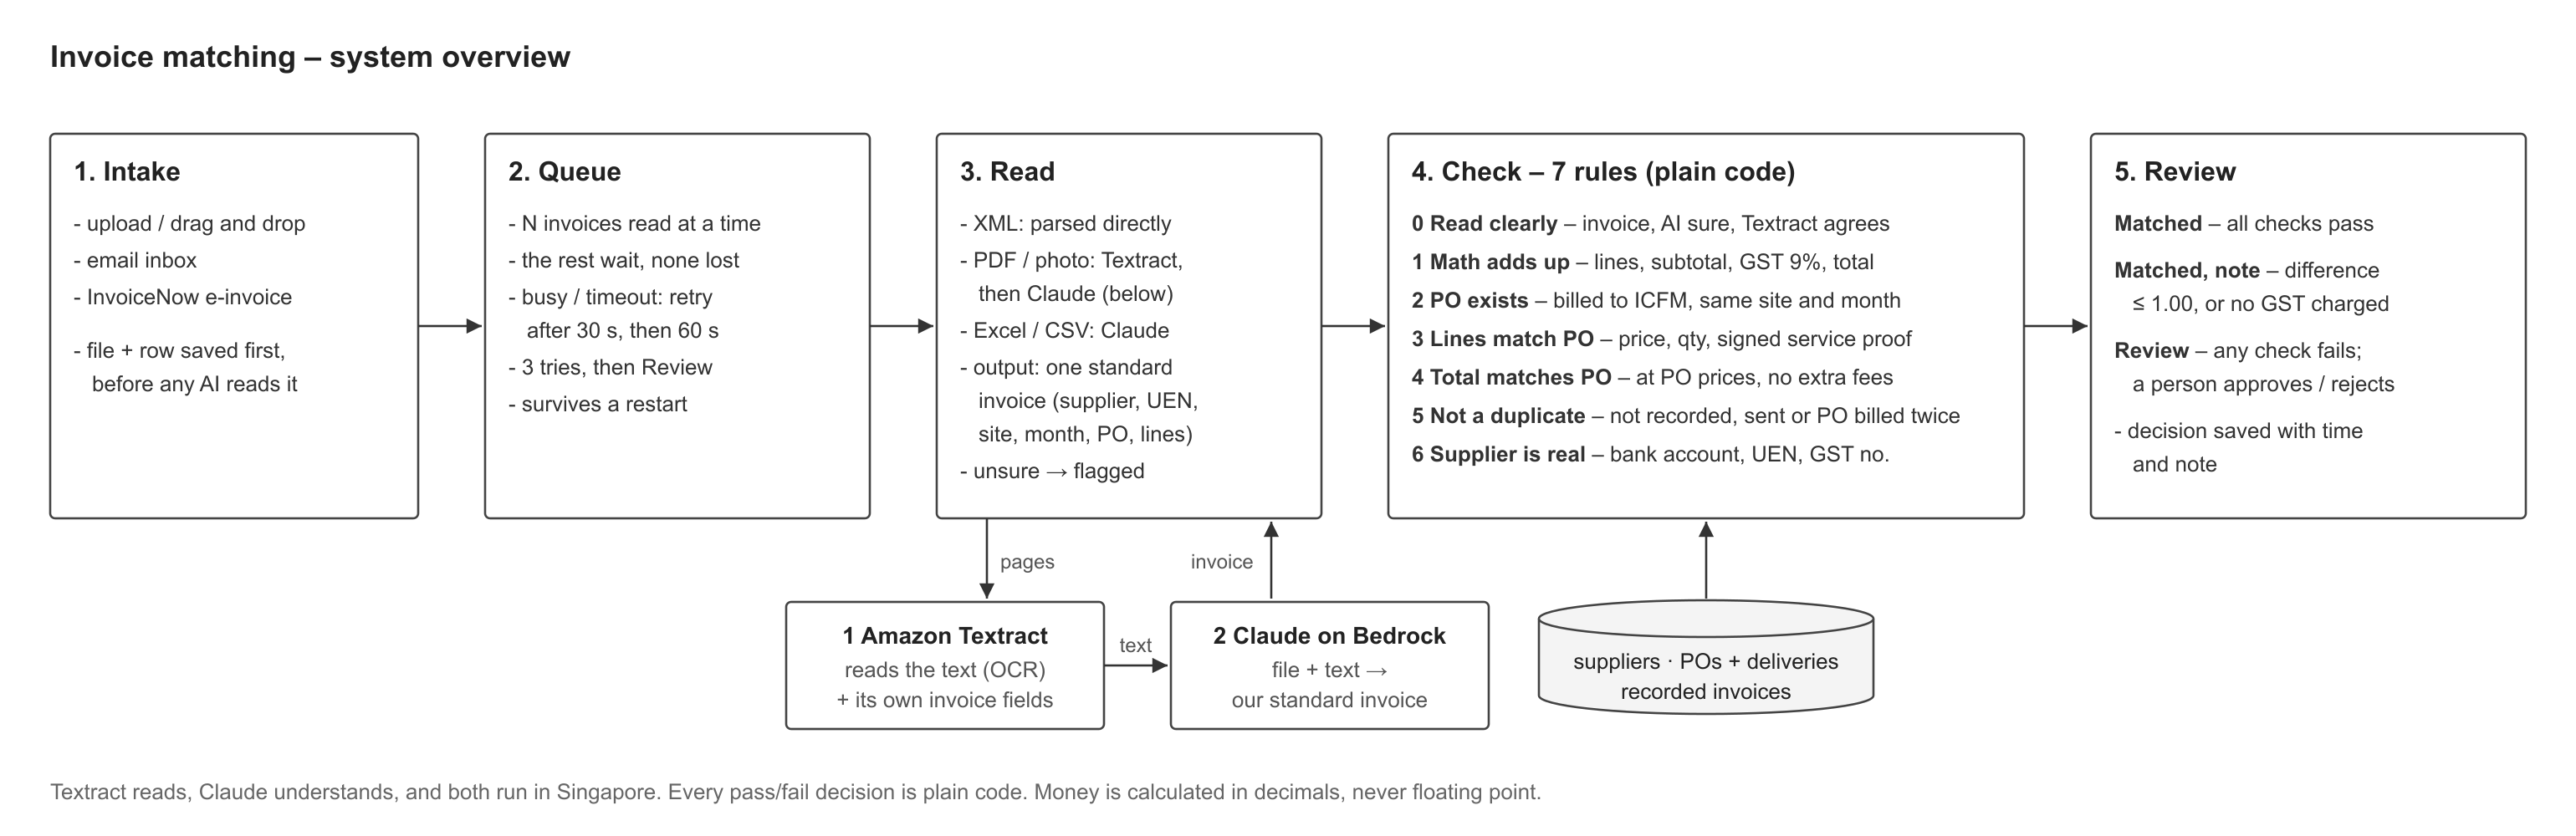 Invoice matching – system overview
1. Intake
- upload / drag and drop
- email inbox
- InvoiceNow e-invoice
- file + row saved first,
before any AI reads it
2. Queue
- N invoices read at a time
- the rest wait, none lost
- busy / timeout: retry
after 30 s, then 60 s
- 3 tries, then Review
- survives a restart
3. Read
- XML: parsed directly
- PDF / photo: Textract,
then Claude (below)
- Excel / CSV: Claude
- output: one standard
invoice (supplier, UEN,
site, month, PO, lines)
- unsure → flagged
4. Check – 7 rules (plain code)
0 Read clearly – invoice, AI sure, Textract agrees
1 Math adds up – lines, subtotal, GST 9%, total
2 PO exists – billed to ICFM, same site and month
3 Lines match PO – price, qty, signed service proof
4 Total matches PO – at PO prices, no extra fees
5 Not a duplicate – not recorded, sent or PO billed twice
6 Supplier is real – bank account, UEN, GST no.
5. Review
Matched – all checks pass
Matched, note – difference
≤ 1.00, or no GST charged
Review – any check fails;
a person approves / rejects
- decision saved with time
and note
pages
invoice
1 Amazon Textract
reads the text (OCR)
+ its own invoice fields
text
2 Claude on Bedrock
file + text →
our standard invoice
suppliers · POs + deliveries
recorded invoices
Textract reads, Claude understands, and both run in Singapore. Every pass/fail decision is plain code. Money is calculated in decimals, never floating point.